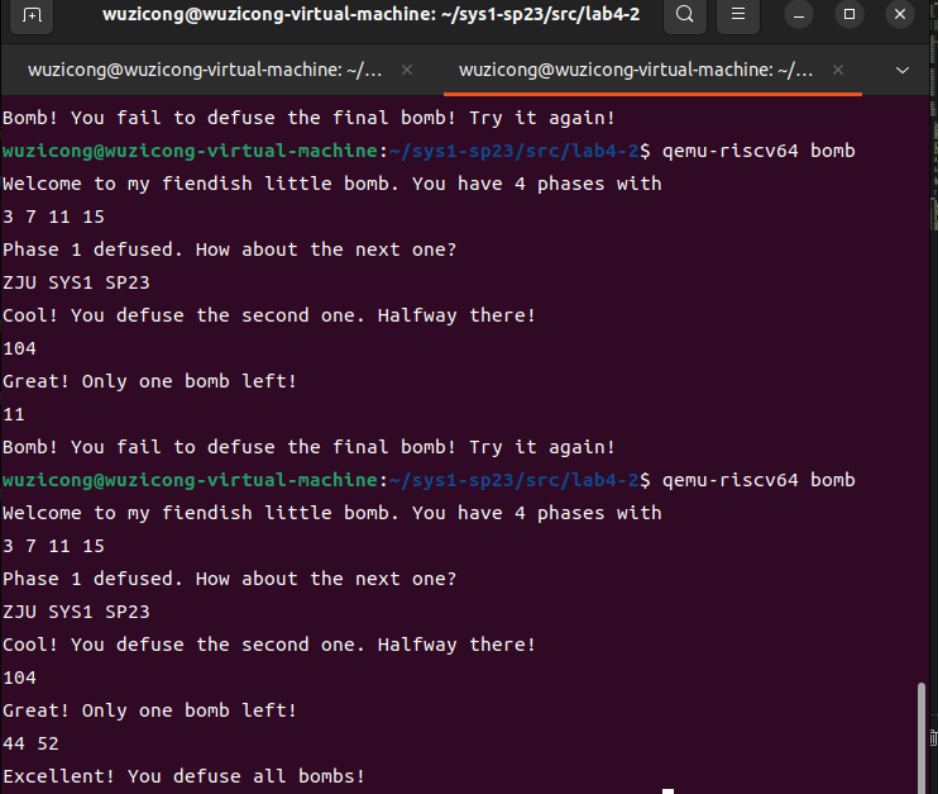 wuzicong@wuzicong-virtual-machine: ~/sys1-sp23/src/lab4-2
wuzicong@wuzicong-virtual-machine: ~/... × wuzicong@wuzicong-virtual-machine: ~/... ×
Bomb! You fail to defuse the final bomb! Try it again!
wuzicong@wuzicong-virtual-machine:~/sys1-sp23/src/lab4-2$ qemu-riscv64 bomb
Welcome to my fiendish little bomb. You have 4 phases with
3 7 11 15
Phase 1 defused. How about the next one?
ZJU SYS1 SP23
Cool! You defuse the second one. Halfway there!
104
Great! Only one bomb left!
11
Bomb! You fail to defuse the final bomb! Try it again!
wuzicong@wuzicong-virtual-machine:~/sys1-sp23/src/lab4-2$ qemu-riscv64 bomb
Welcome to my fiendish little bomb. You have 4 phases with
3 7 11 15
Phase 1 defused. How about the next one?
ZJU SYS1 SP23
Cool! You defuse the second one. Halfway there!
104
Great! Only one bomb left!
44 52
Excellent! You defuse all bombs!